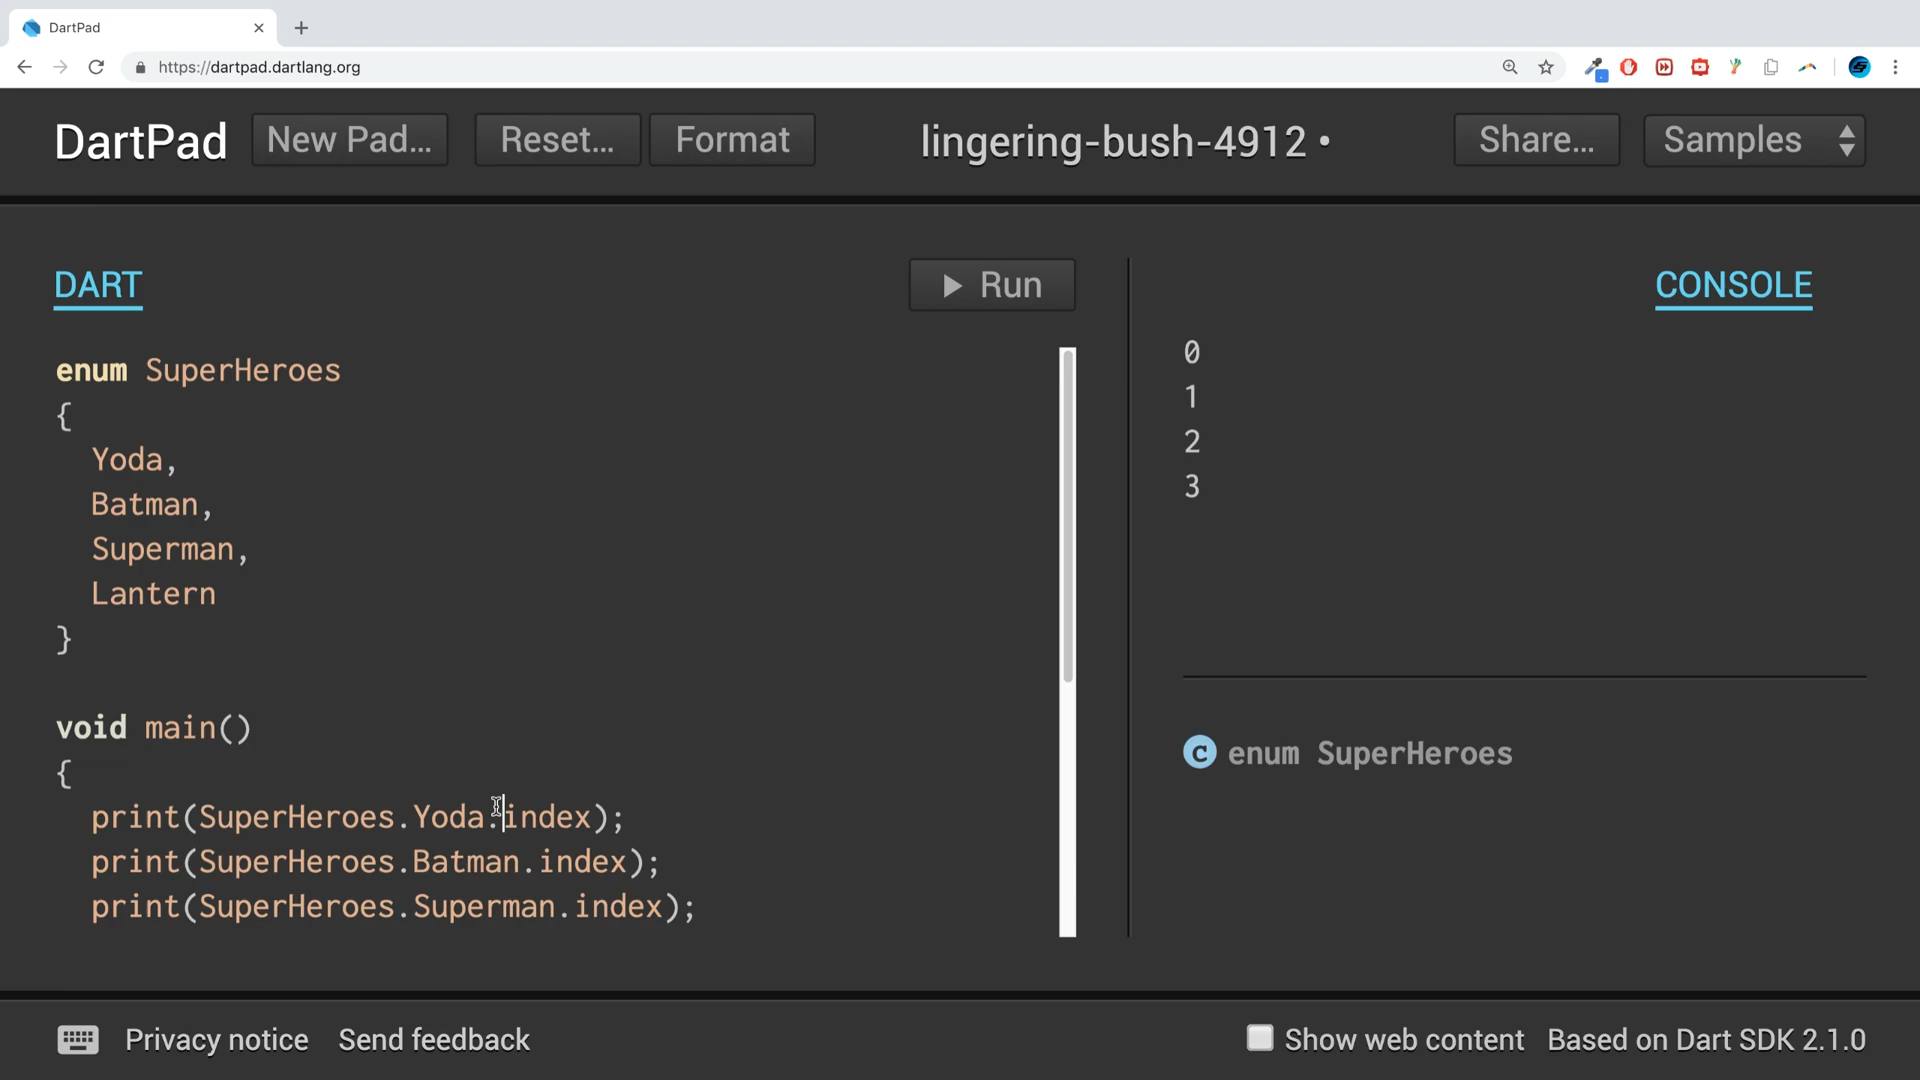 DartPad
https://dartpad.dartlang.org
DartPad
New Pad...
Reset...
Format
lingering-bush-4912 •
Share...
Samples
DART
Run
CONSOLE
enum SuperHeroes
{
Yoda,
Batman,
Superman,
Lantern
}
void main()
{
print(SuperHeroes.Yoda.index);
print(SuperHeroes.Batman.index);
print(SuperHeroes.Superman.index);
0
1
2
3
C enum SuperHeroes
Privacy notice
Send feedback
Show web content
Based on Dart SDK 2.1.0